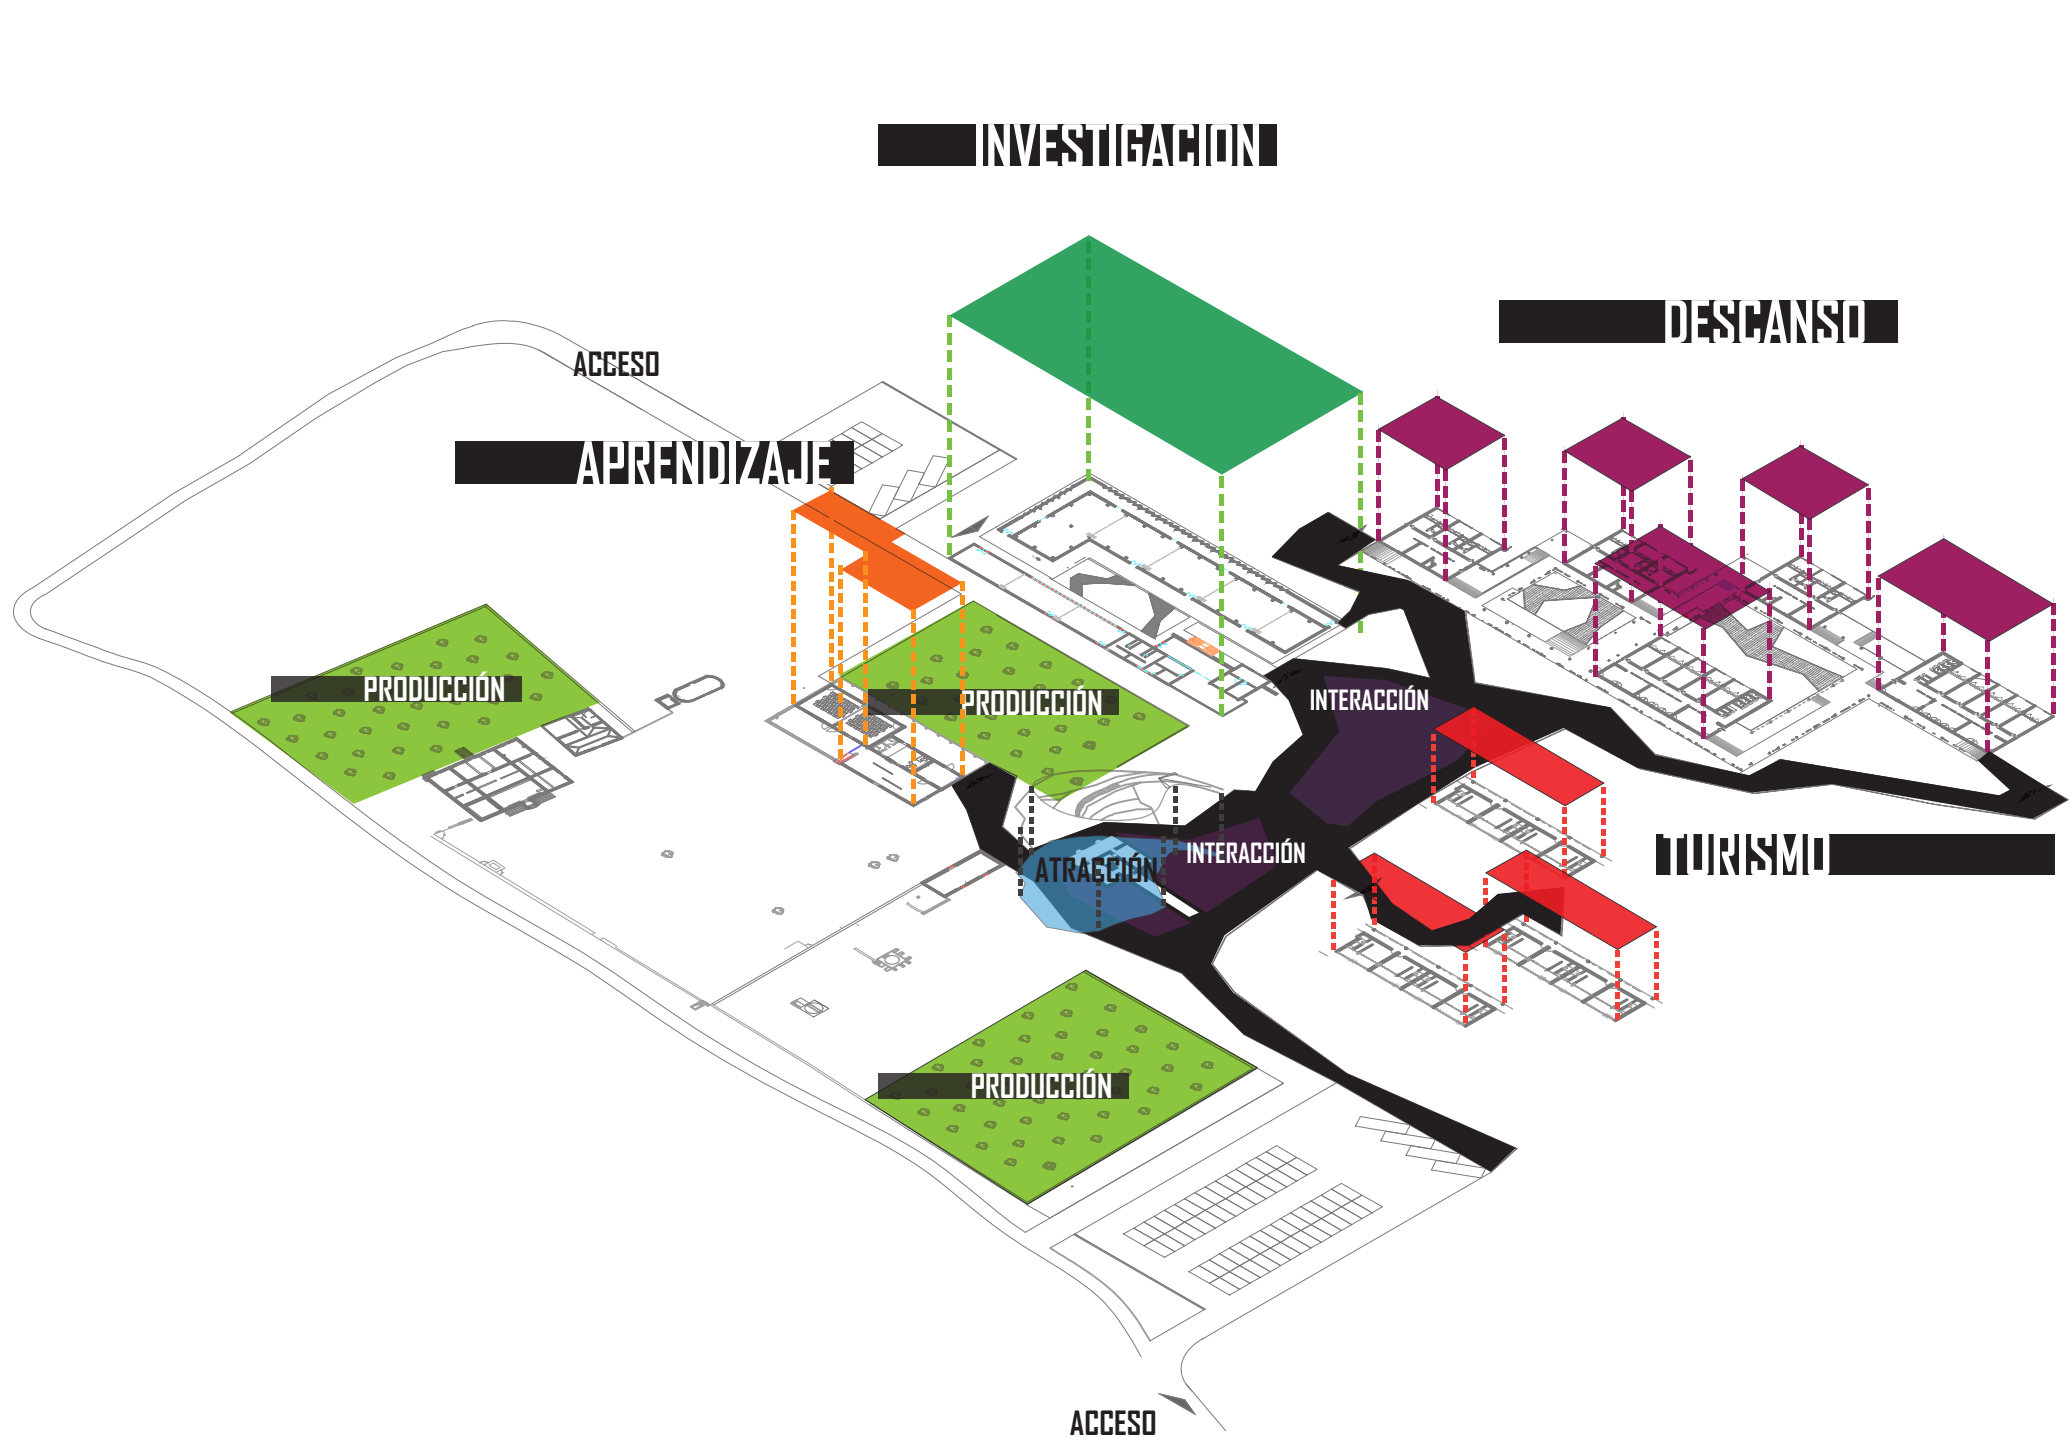 INVESTIGACION
DESCANSO
ACCESO
APRENDIZAJE
PRODUCCIÓN
PRODUCCIÓN
INTERACCIÓN
INTERACCIÓN
ATRACCIÓN
TURISMO
PRODUCCIÓN
ACCESO